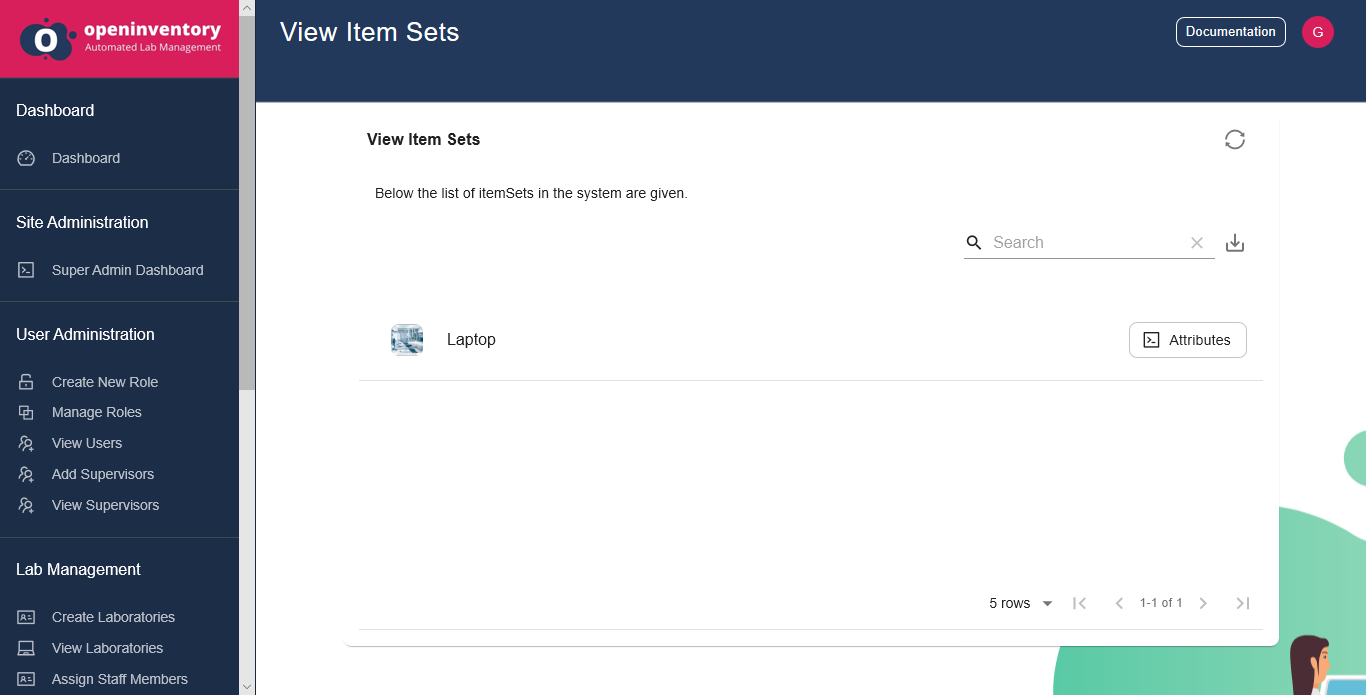 openinventory
Automated Lab Management
View Item Sets
Documentation
G
Dashboard
Dashboard
Site Administration
Super Admin Dashboard
User Administration
Create New Role
Manage Roles
View Users
Add Supervisors
View Supervisors
Lab Management
Create Laboratories
View Laboratories
Assign Staff Members
View Item Sets
Below the list of itemSets in the system are given.
Search
Laptop
Attributes
5 rows
1-1 of 1